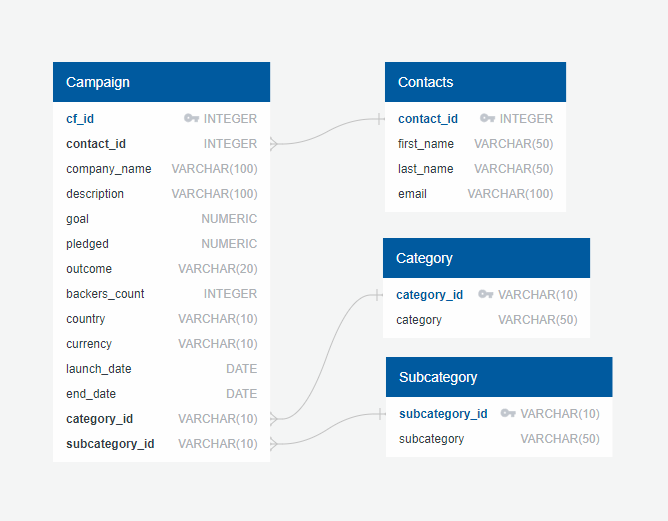 Campaign
cf_id INTEGER
contact_id INTEGER
company_name VARCHAR(100)
description VARCHAR(100)
goal NUMERIC
pledged NUMERIC
outcome VARCHAR(20)
backers_count INTEGER
country VARCHAR(10)
currency VARCHAR(10)
launch_date DATE
end_date DATE
category_id VARCHAR(10)
subcategory_id VARCHAR(10)
Contacts
contact_id INTEGER
first_name VARCHAR(50)
last_name VARCHAR(50)
email VARCHAR(100)
Category
category_id VARCHAR(10)
category VARCHAR(50)
Subcategory
subcategory_id VARCHAR(10)
subcategory VARCHAR(50)